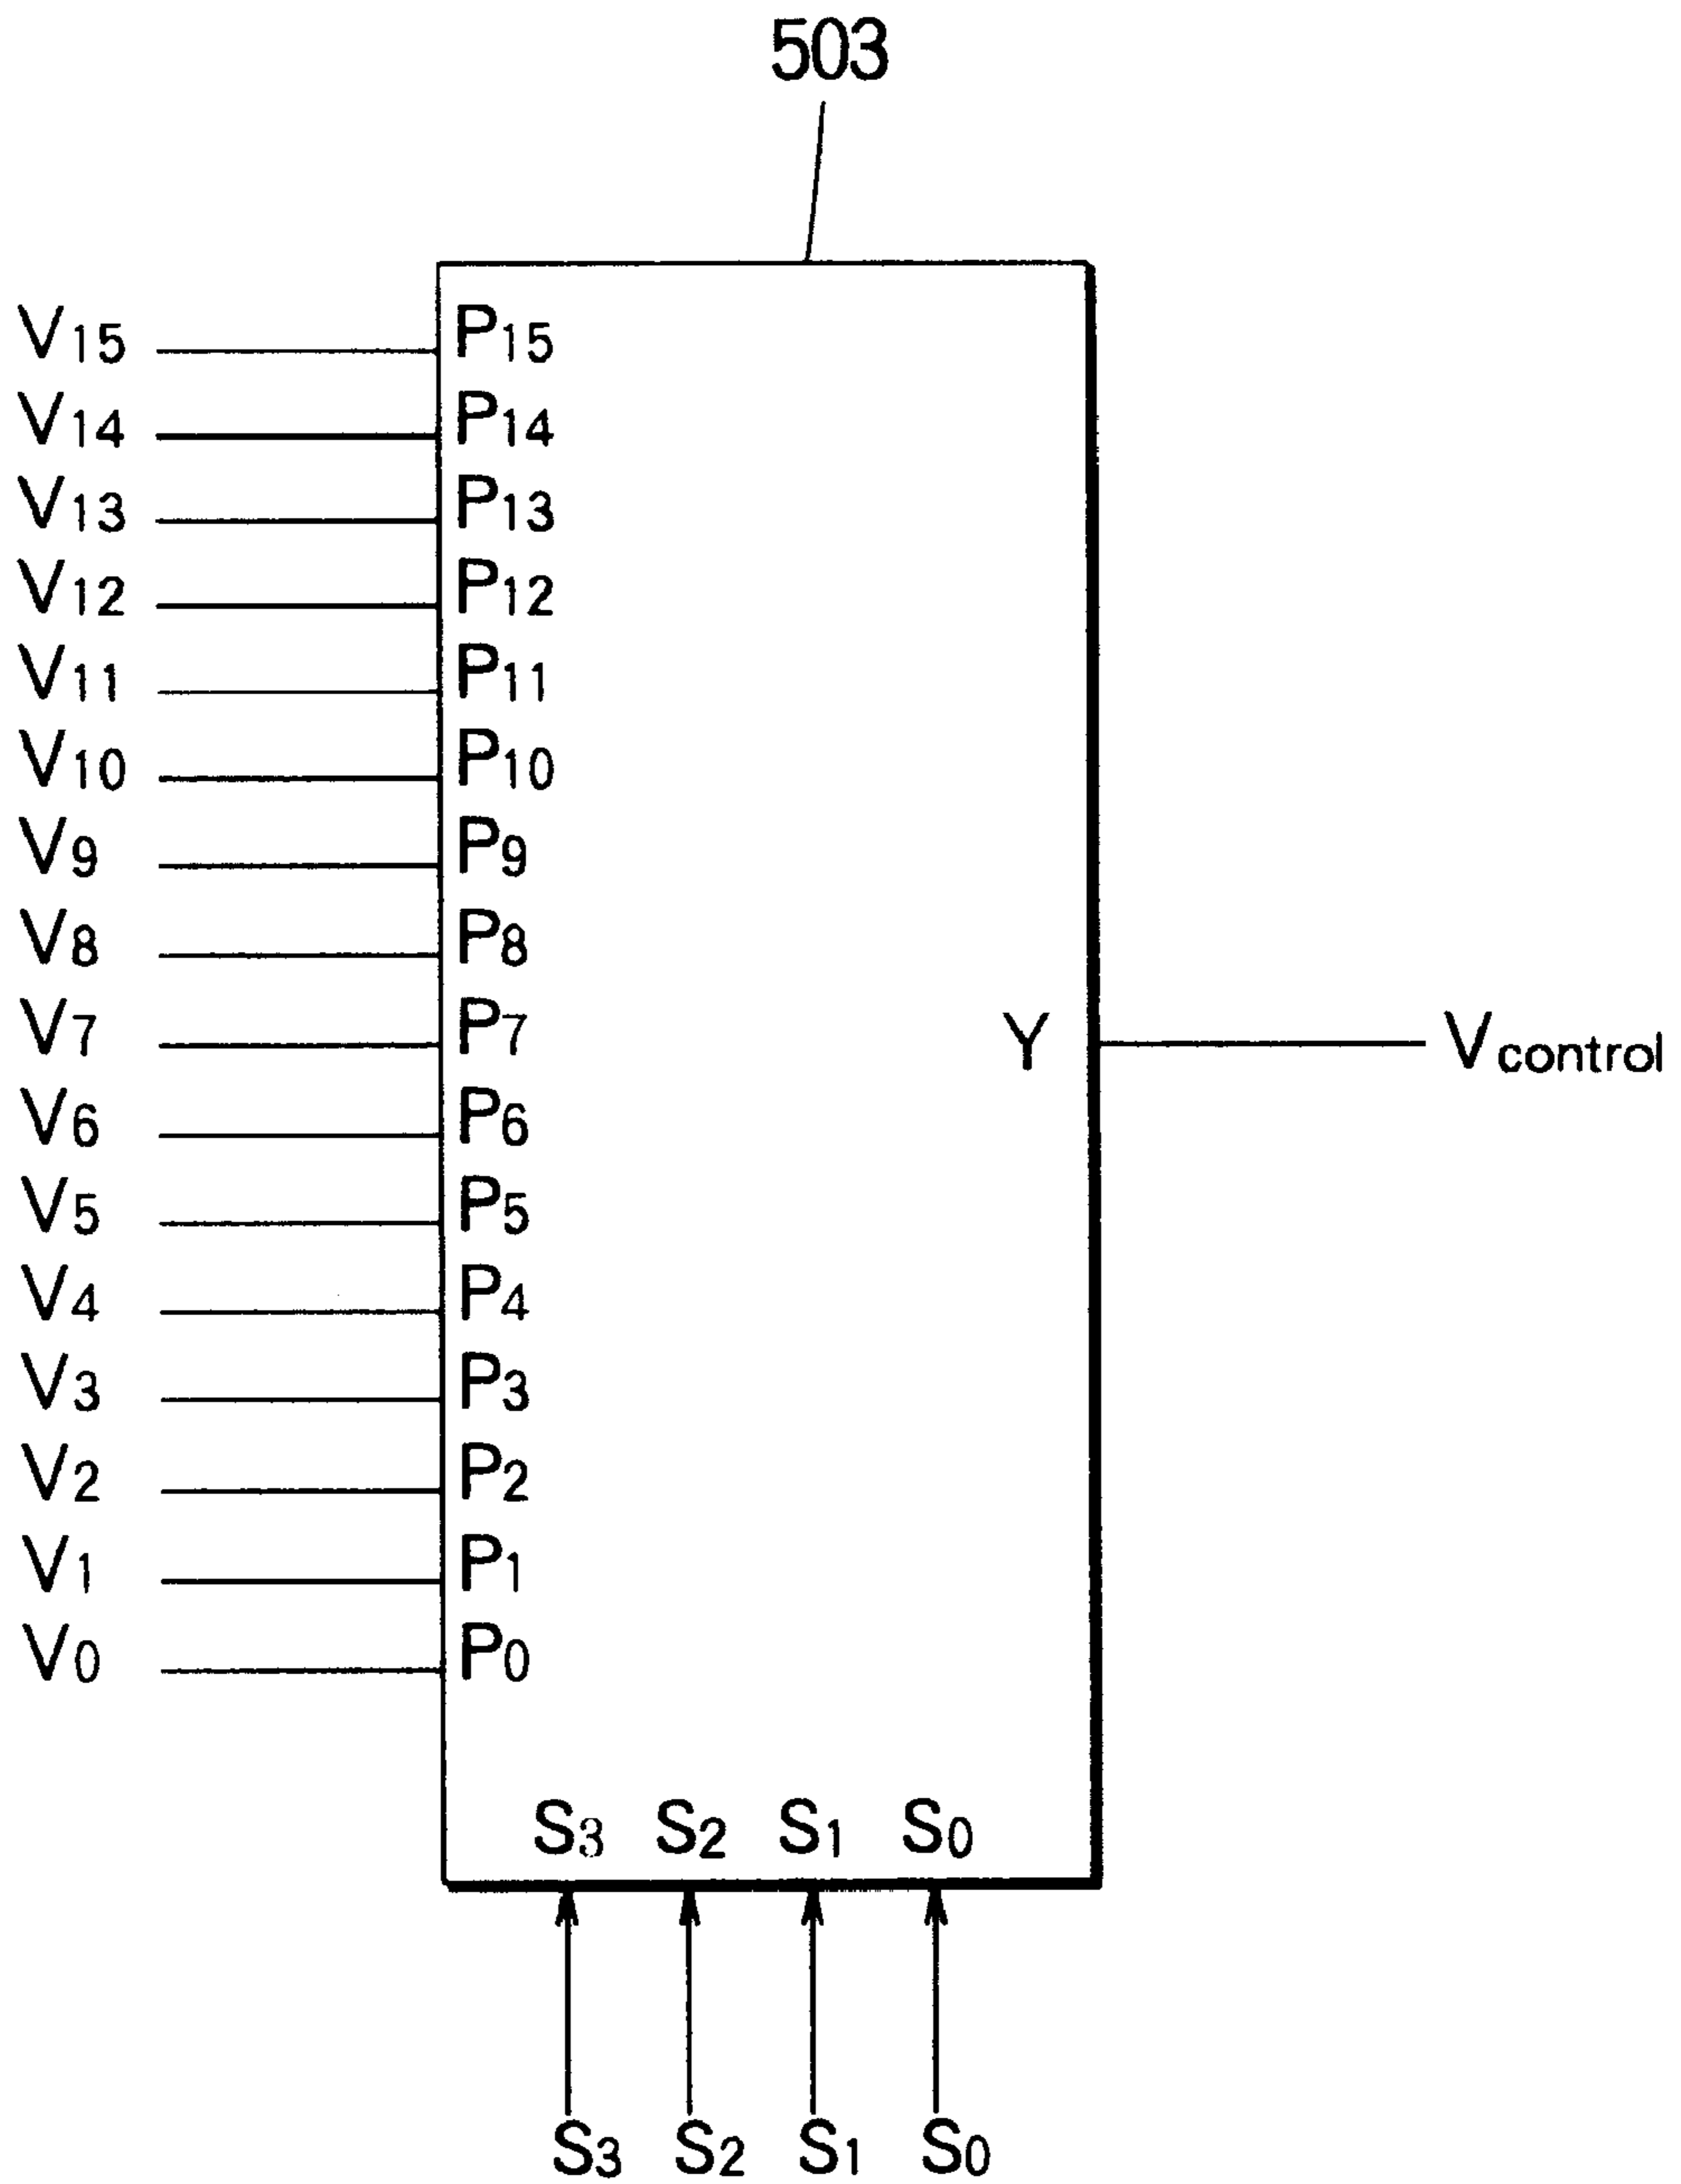 503
V15 P15
V14 P14
V13 P13
V12 P12
V11 P11
V10 P10
V9 P9
V8 P8
V7 P7 Y Vcontrol
V6 P6
V5 P5
V4 P4
V3 P3
V2 P2
V1 P1
V0 P0
S3 S2 S1 S0
S3 S2 S1 S0